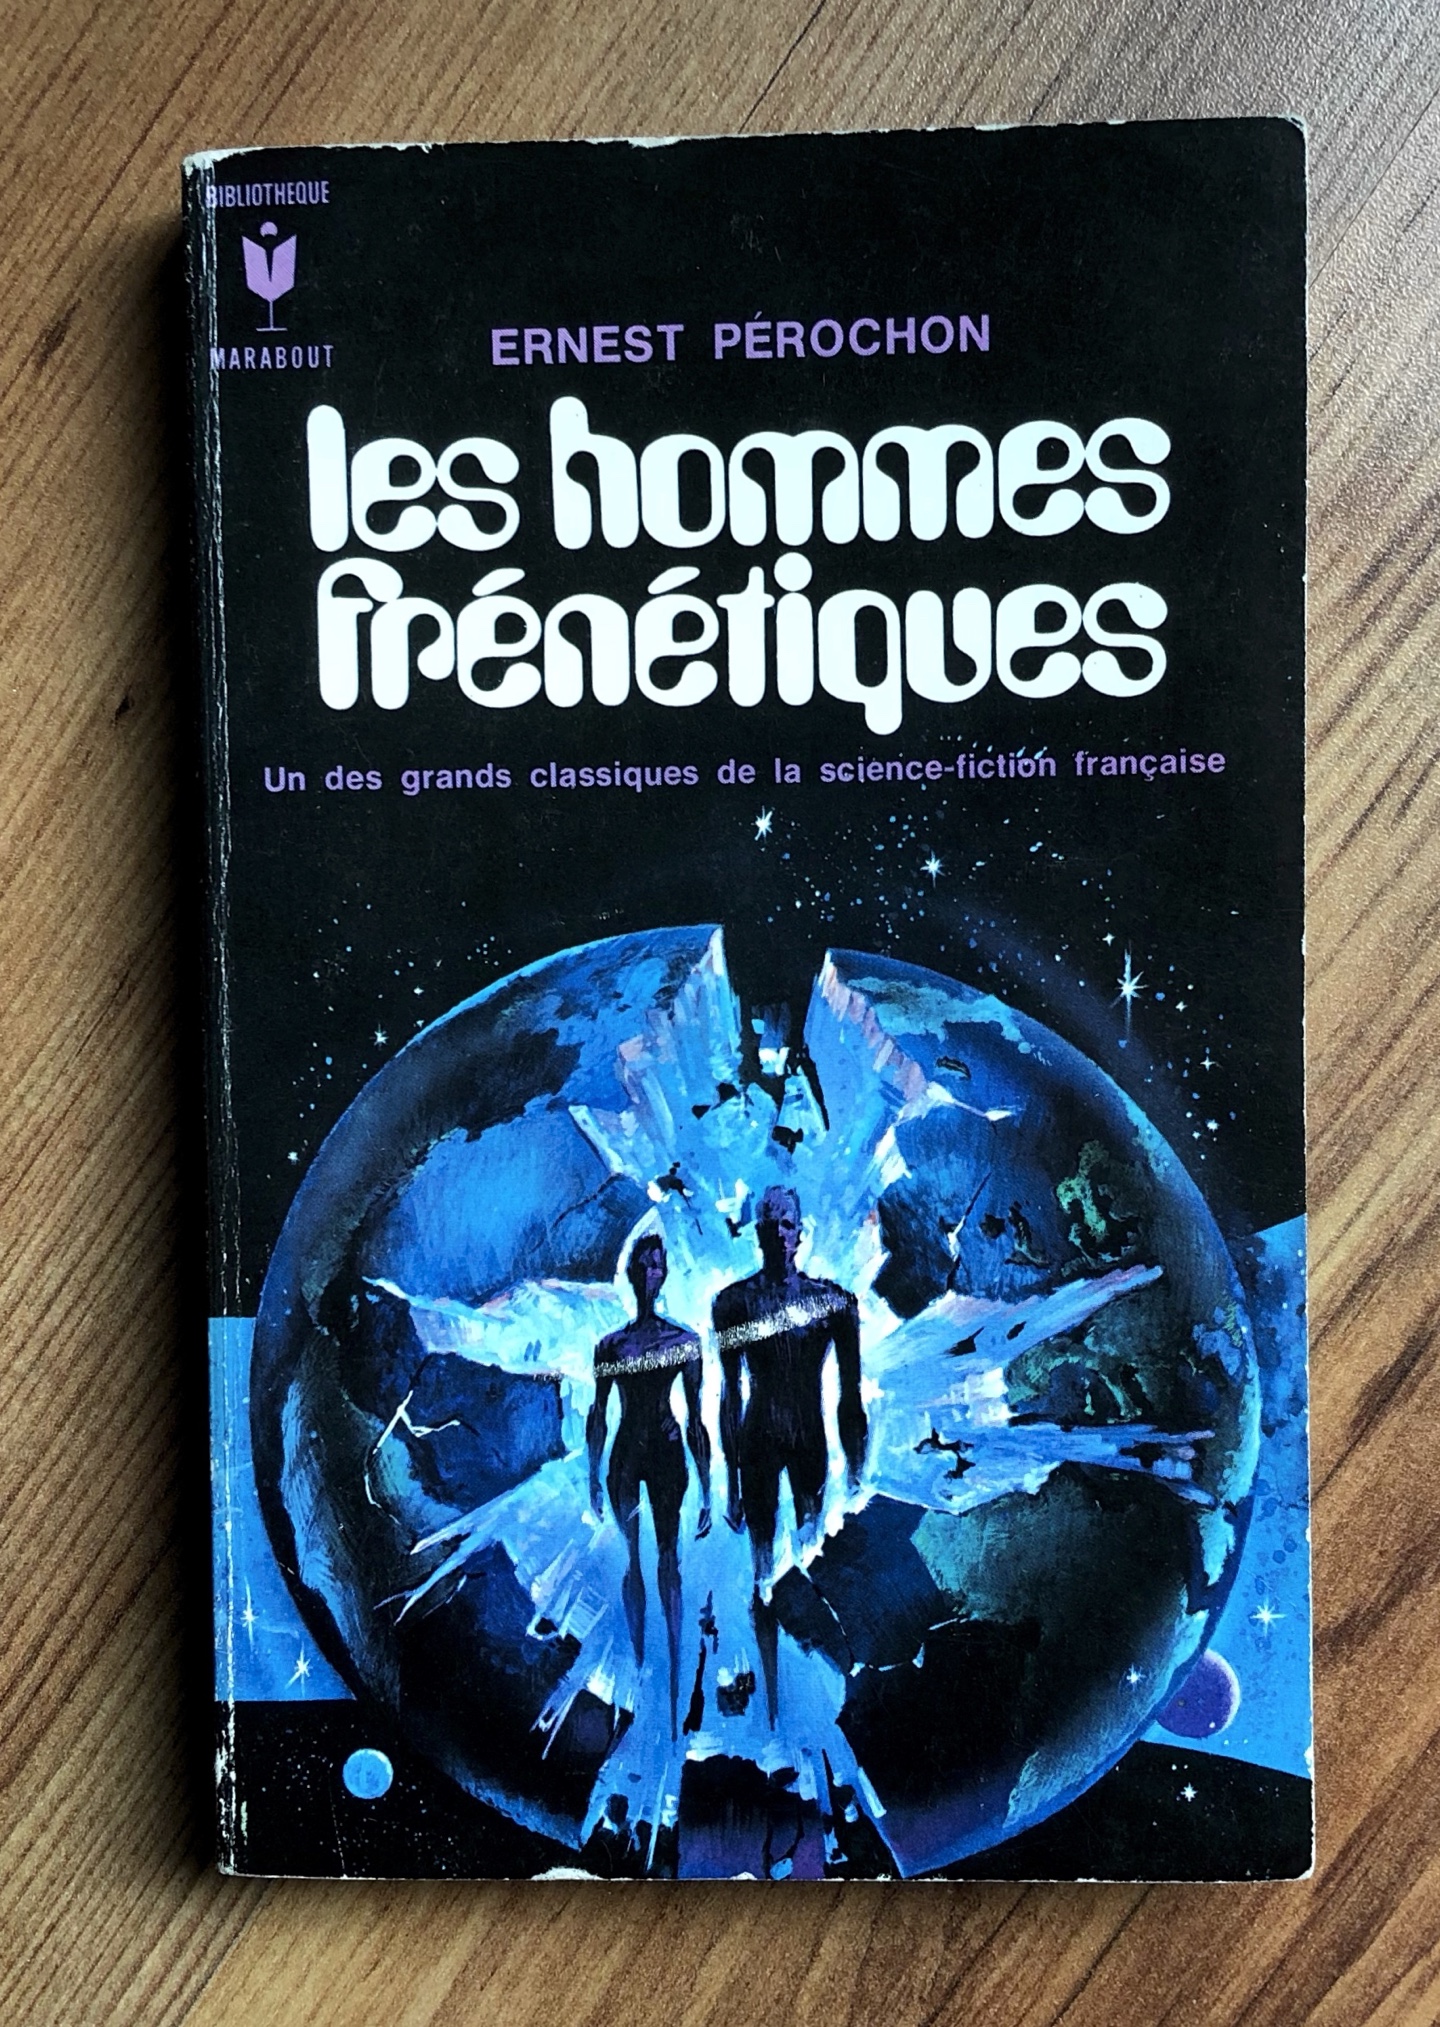 BIBLIOTHEQUE
MARABOUT
ERNEST PÉROCHON
les hommes
frénétiques
Un des grands classiques de la science-fiction française